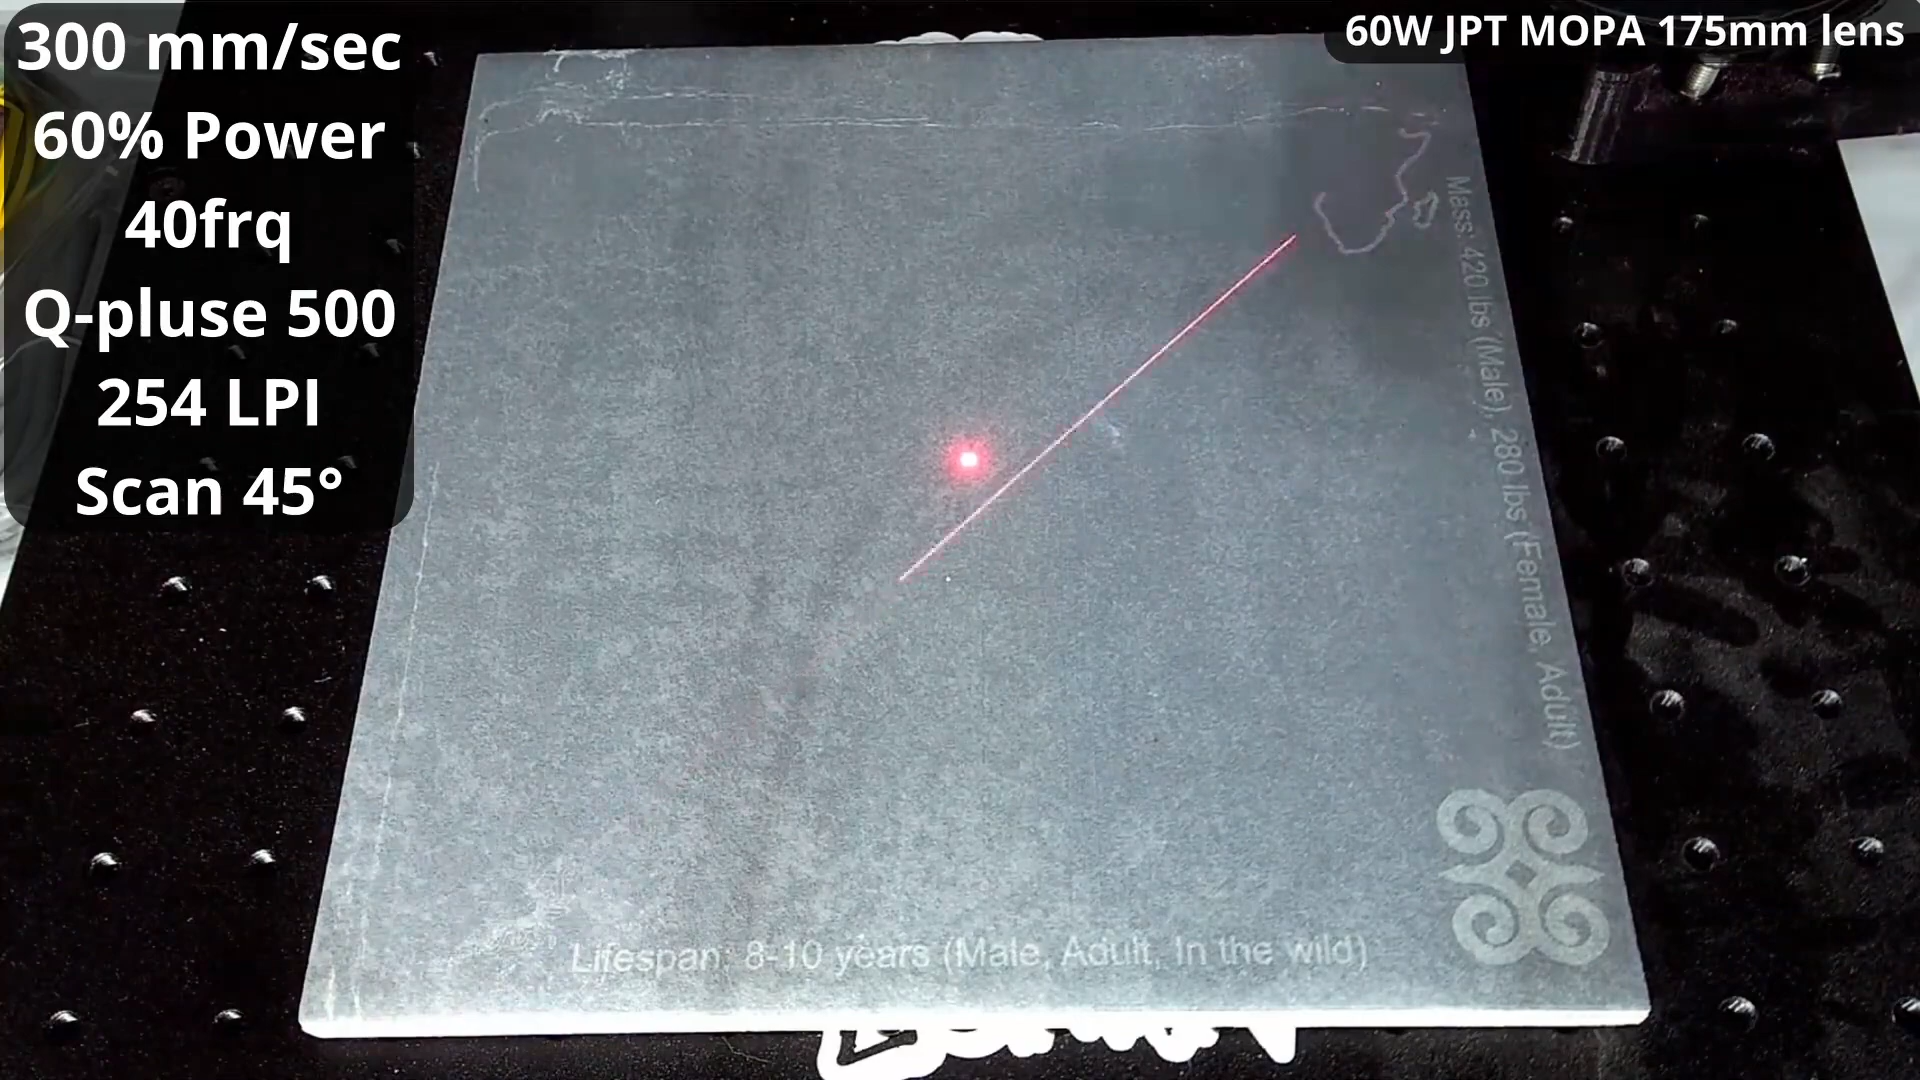 300 mm/sec
60% Power
40frq
Q-pluse 500
254 LPI
Scan 45°
60W JPT MOPA 175mm lens
Mass: 420 lbs (Male), 280 lbs (Female, Adult)
Lifespan: 8-10 years (Male, Adult, In the wild)